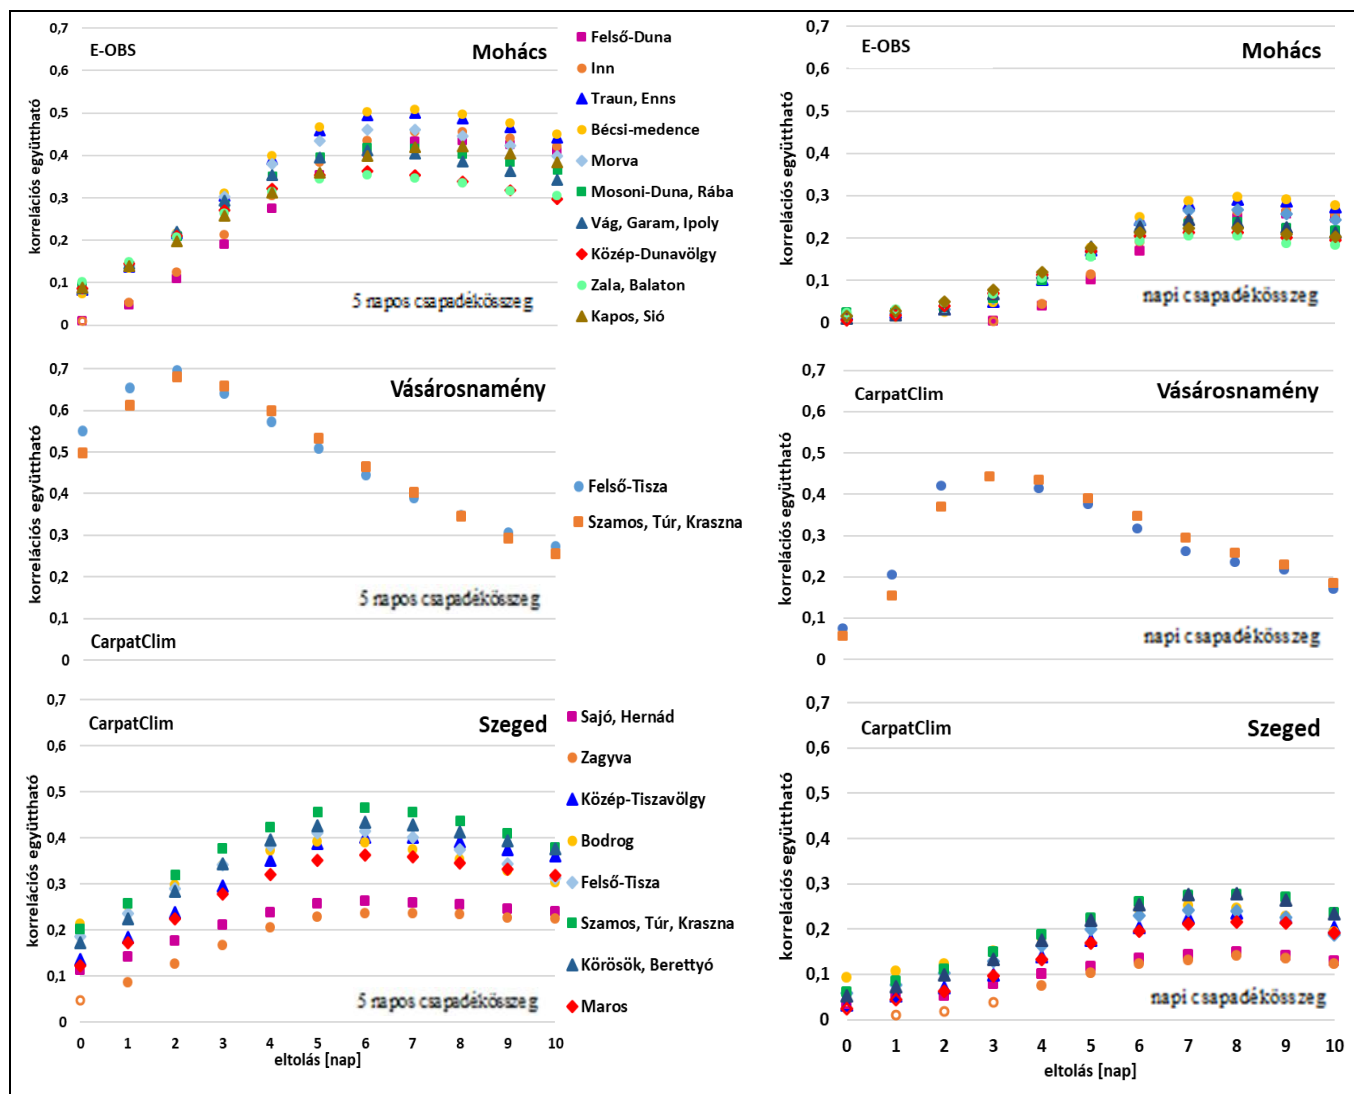 0,7
0,6
0,5
0,4
0,3
0,2
0,1
0
korrelációs együttható
E-OBS
Mohács
5 napos csapadékösszeg
Felső-Duna
Inn
Traun, Enns
Bécsi-medence
Morva
Mosoni-Duna, Rába
Vág, Garam, Ipoly
Közép-Dunavölgy
Zala, Balaton
Kapos, Sió
0,7
0,6
0,5
0,4
0,3
0,2
0,1
0
korrelációs együttható
E-OBS
Mohács
napi csapadékösszeg
0,7
0,6
0,5
0,4
0,3
0,2
0,1
0
korrelációs együttható
Vásárosnamény
5 napos csapadékösszeg
CarpatClim
Felső-Tisza
Szamos, Túr, Kraszna
0,7
0,6
0,5
0,4
0,3
0,2
0,1
0
korrelációs együttható
CarpatClim
Vásárosnamény
napi csapadékösszeg
0,7
0,6
0,5
0,4
0,3
0,2
0,1
0
korrelációs együttható
CarpatClim
Szeged
5 napos csapadékösszeg
0 1 2 3 4 5 6 7 8 9 10
eltolás [nap]
Sajó, Hernád
Zagyva
Közép-Tiszavölgy
Bodrog
Felső-Tisza
Szamos, Túr, Kraszna
Körösök, Berettyó
Maros
0,7
0,6
0,5
0,4
0,3
0,2
0,1
0
korrelációs együttható
CarpatClim
Szeged
napi csapadékösszeg
0 1 2 3 4 5 6 7 8 9 10
eltolás [nap]